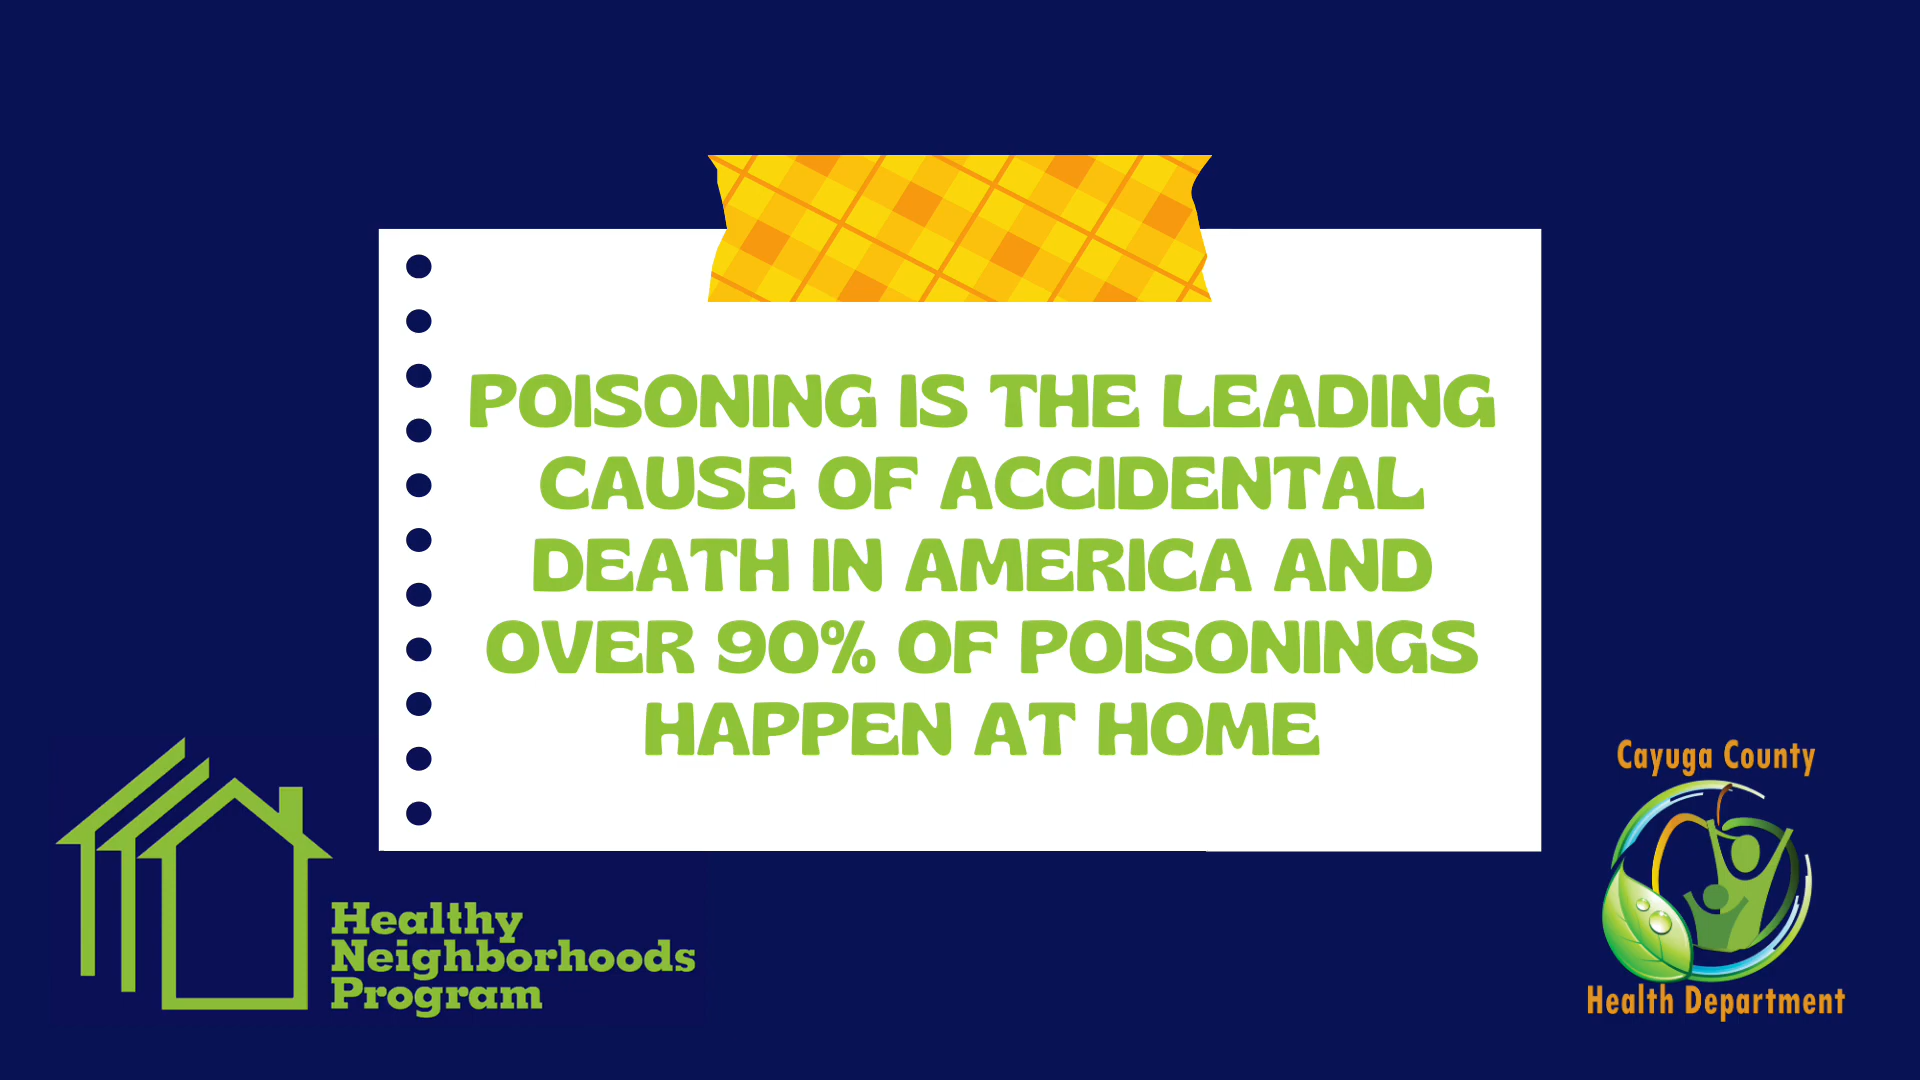 POISONING IS THE LEADING
CAUSE OF ACCIDENTAL
DEATH IN AMERICA AND
OVER 90% OF POISONINGS
HAPPEN AT HOME
Healthy
Neighborhoods
Program
Cayuga County
Health Department